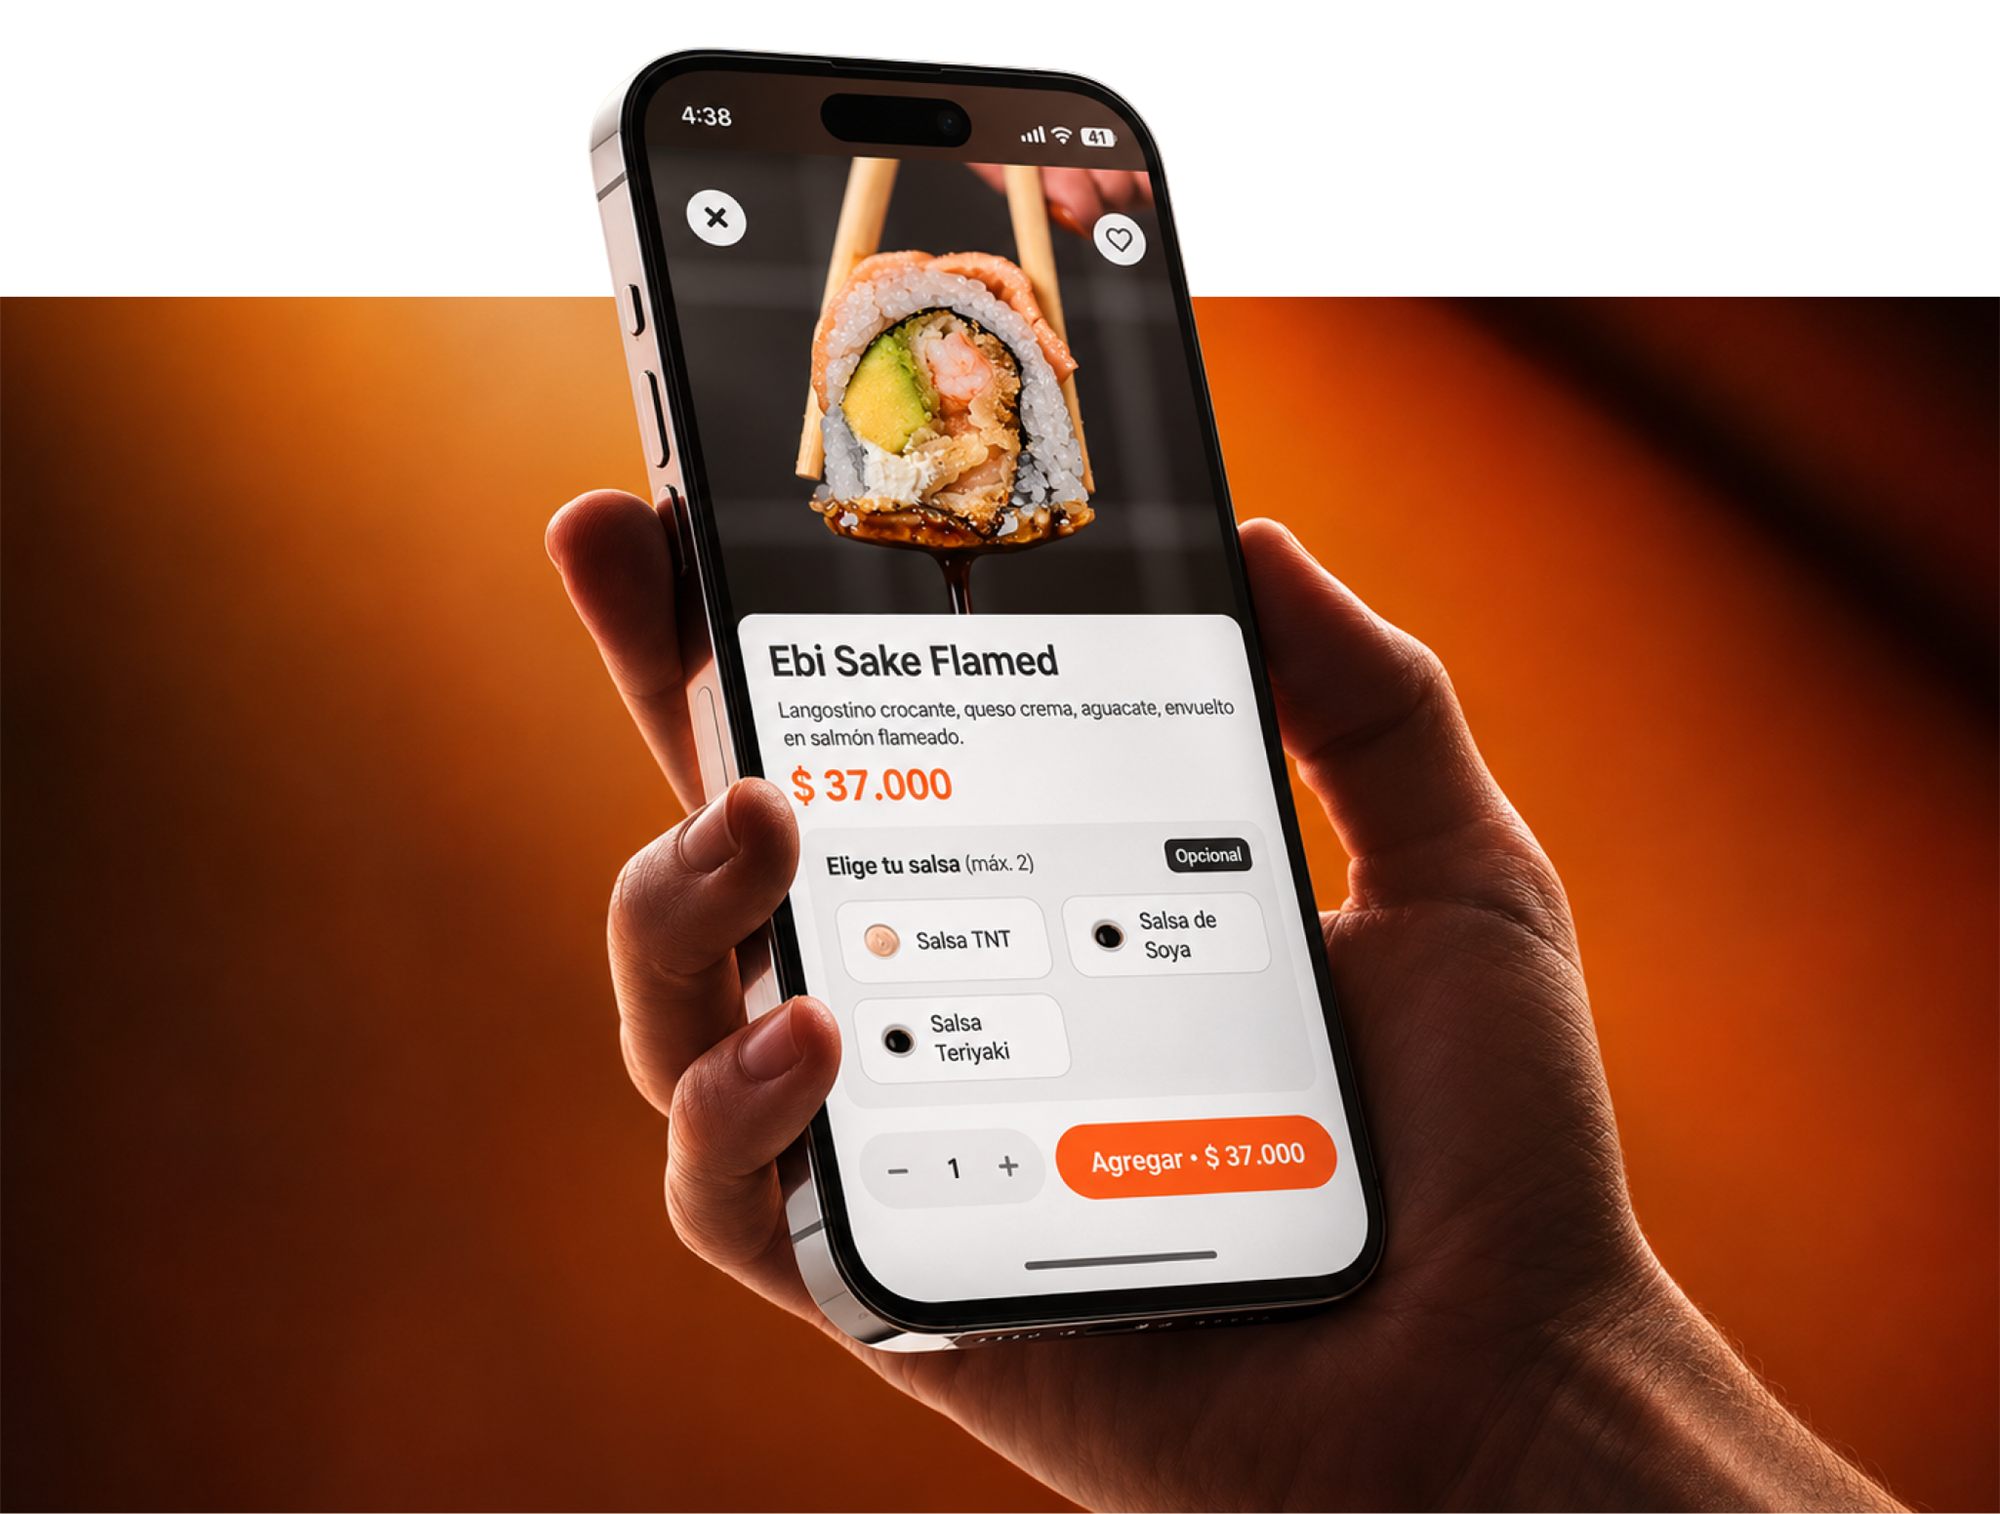 4:38
41
Ebi Sake Flamed
Langostino crocante, queso crema, aguacate, envuelto
en salmón flameado.
$ 37.000
Elige tu salsa (máx. 2)
Opcional
Salsa TNT
Salsa de
Soya
Salsa
Teriyaki
− 1 +
Agregar • $ 37.000